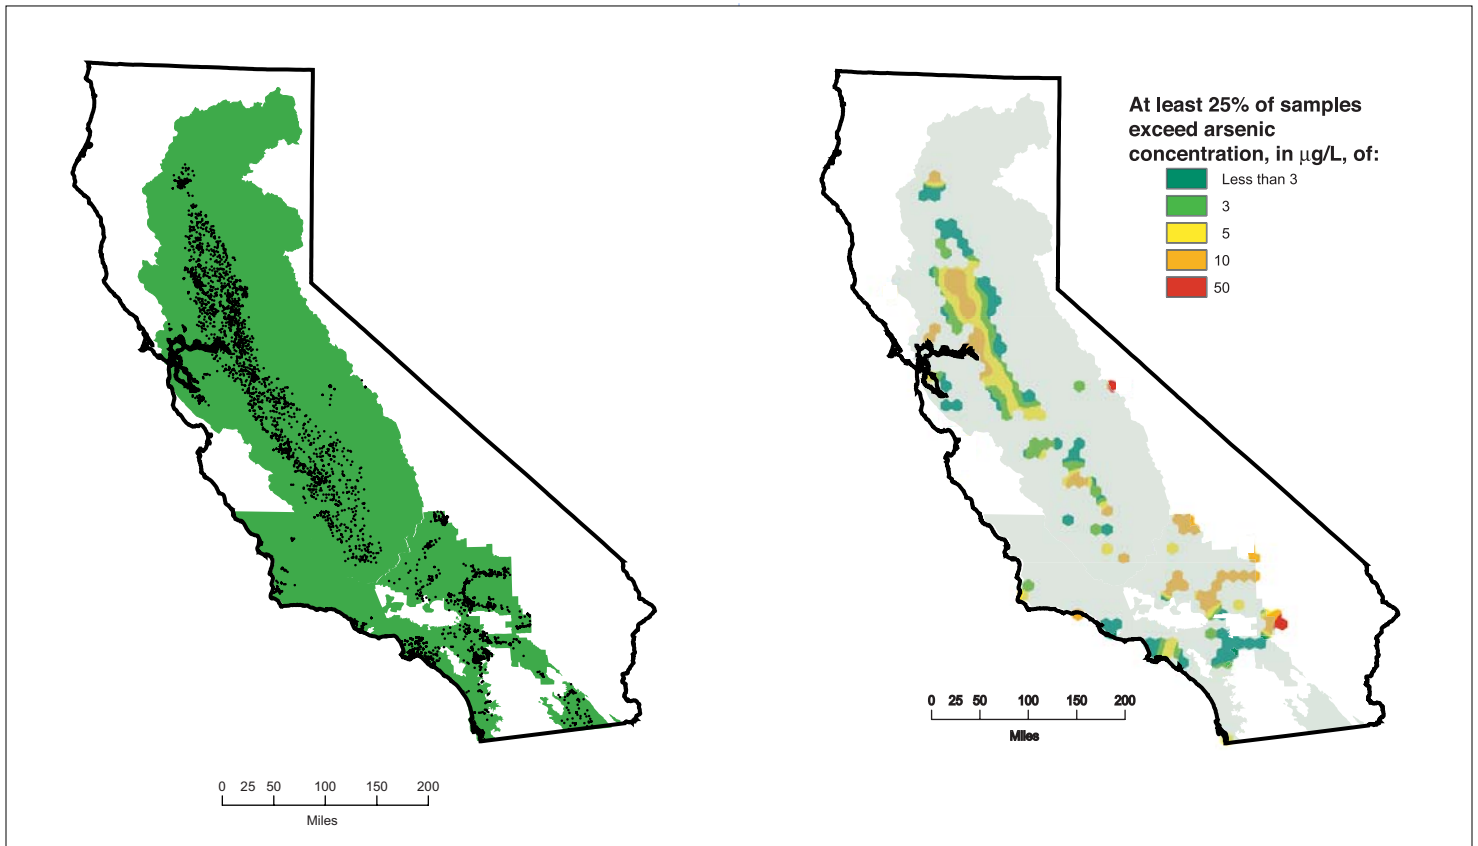 At least 25% of samples
exceed arsenic
concentration, in µg/L, of:
Less than 3
3
5
10
50
0 25 50 100 150 200
Miles
0 25 50 100 150 200
Miles